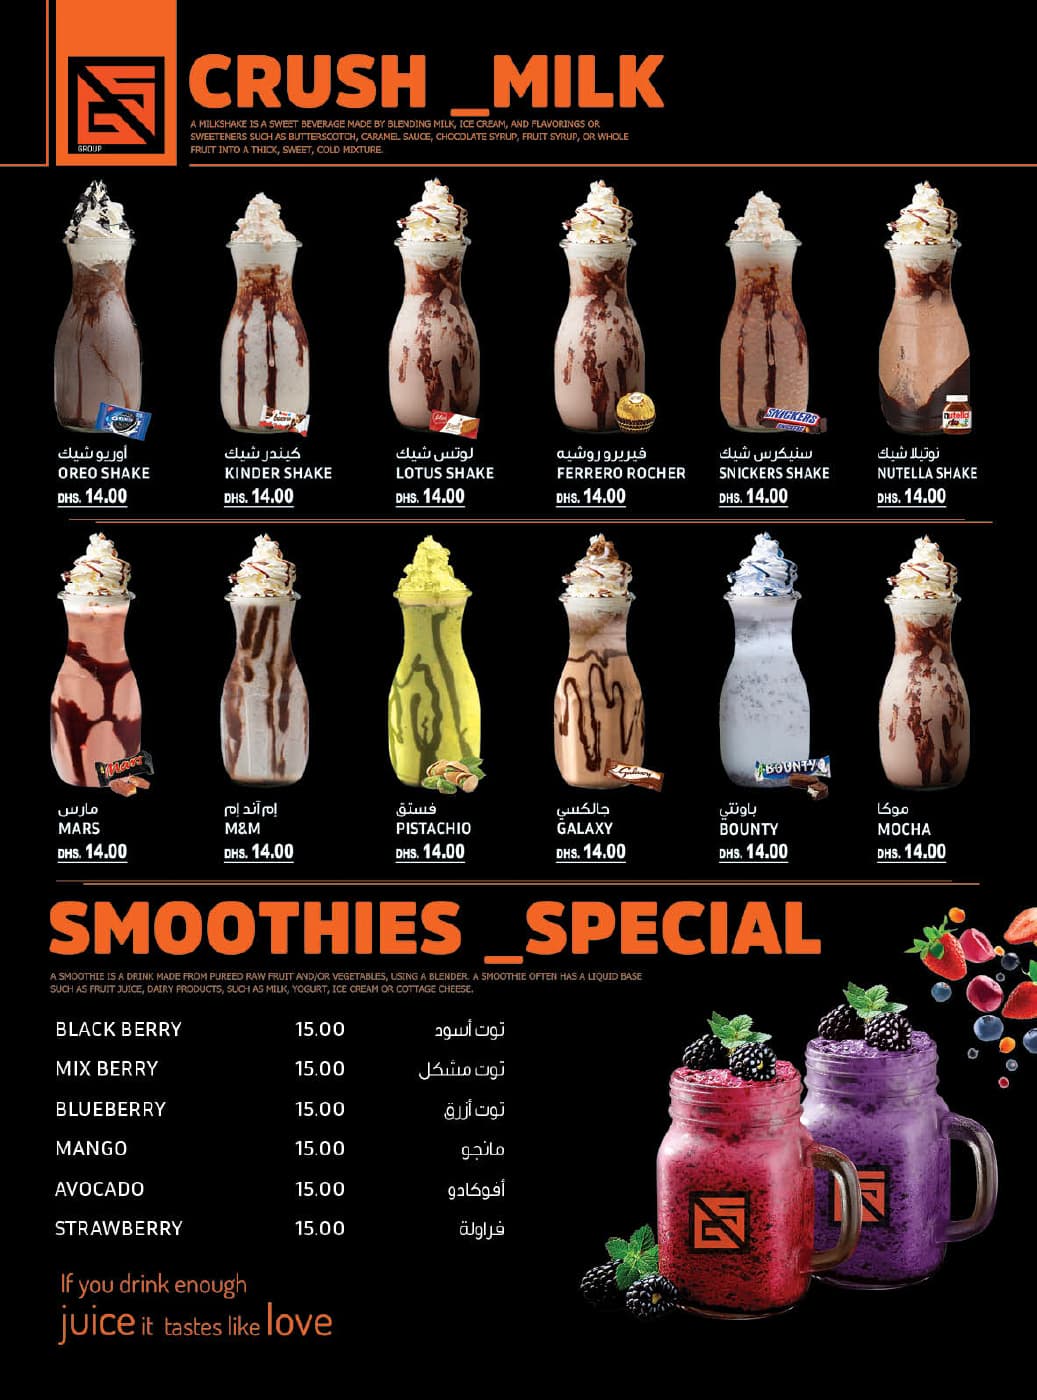 GROUP
CRUSH _MILK
A MILKSHAKE IS A SWEET BEVERAGE MADE BY BLENDING MILK, ICE CREAM, AND FLAVORINGS OR
SWEETENERS SUCH AS BUTTERSCOTCH, CARAMEL SAUCE, CHOCOLATE SYRUP, FRUIT SYRUP, OR WHOLE
FRUIT INTO A THICK, SWEET, COLD MIXTURE.
OREO
SNICKERS
nutella
أوريو شيك
OREO SHAKE
DHS. 14.00
كيندر شيك
KINDER SHAKE
DHS. 14.00
لوتس شيك
LOTUS SHAKE
DHS. 14.00
فيريرو روشيه
FERRERO ROCHER
DHS. 14.00
سنيكرس شيك
SNICKERS SHAKE
DHS. 14.00
نوتيلا شيك
NUTELLA SHAKE
DHS. 14.00
Mars
Galaxy
BOUNTY
مارس
MARS
DHS. 14.00
إم آند إم
M&M
DHS. 14.00
فستق
PISTACHIO
DHS. 14.00
جالكسي
GALAXY
DHS. 14.00
باونتي
BOUNTY
DHS. 14.00
موكا
MOCHA
DHS. 14.00
SMOOTHIES _SPECIAL
A SMOOTHIE IS A DRINK MADE FROM PUREED RAW FRUIT AND/OR VEGETABLES, USING A BLENDER. A SMOOTHIE OFTEN HAS A LIQUID BASE
SUCH AS FRUIT JUICE, DAIRY PRODUCTS, SUCH AS MILK, YOGURT, ICE CREAM OR COTTAGE CHEESE.
BLACK BERRY 15.00 توت أسود
MIX BERRY 15.00 توت مشكل
BLUEBERRY 15.00 توت أزرق
MANGO 15.00 مانجو
AVOCADO 15.00 أفوكادو
STRAWBERRY 15.00 فراولة
If you drink enough
juice it tastes like love